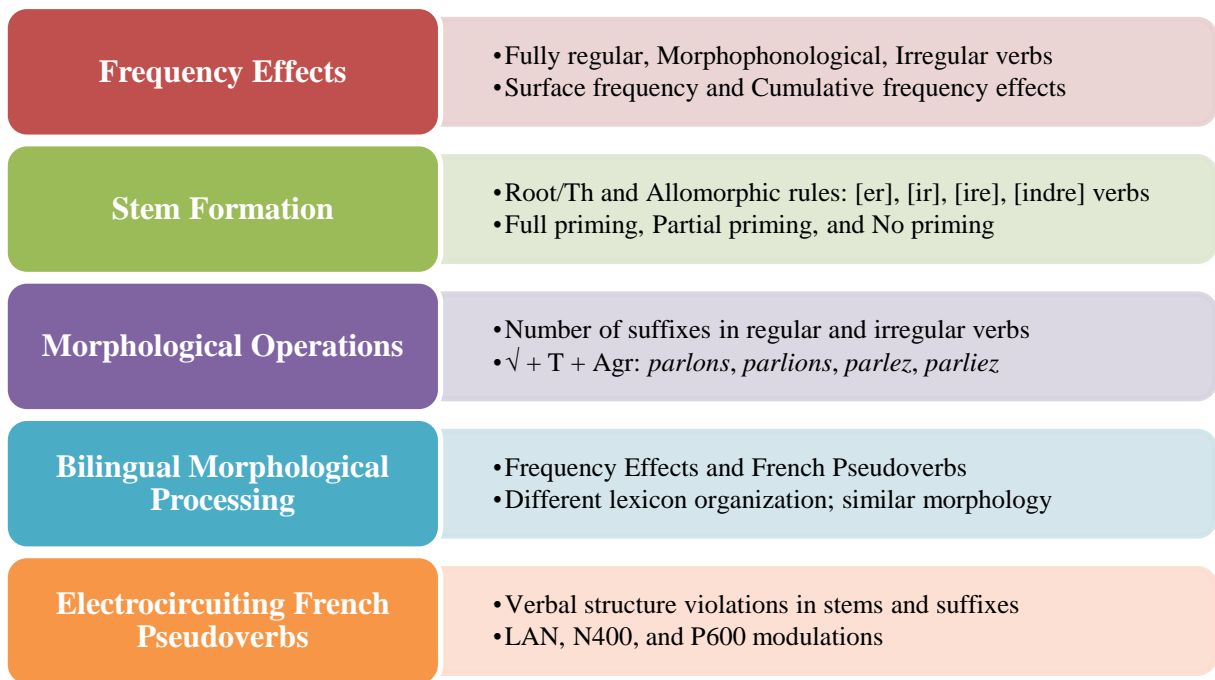 Frequency Effects
•Fully regular, Morphophonological, Irregular verbs
•Surface frequency and Cumulative frequency effects
Stem Formation
•Root/Th and Allomorphic rules: [er], [ir], [ire], [indre] verbs
•Full priming, Partial priming, and No priming
Morphological Operations
•Number of suffixes in regular and irregular verbs
•√ + T + Agr: parlons, parlions, parlez, parliez
Bilingual Morphological
Processing
•Frequency Effects and French Pseudoverbs
•Different lexicon organization; similar morphology
Electrocircuiting French
Pseudoverbs
•Verbal structure violations in stems and suffixes
•LAN, N400, and P600 modulations